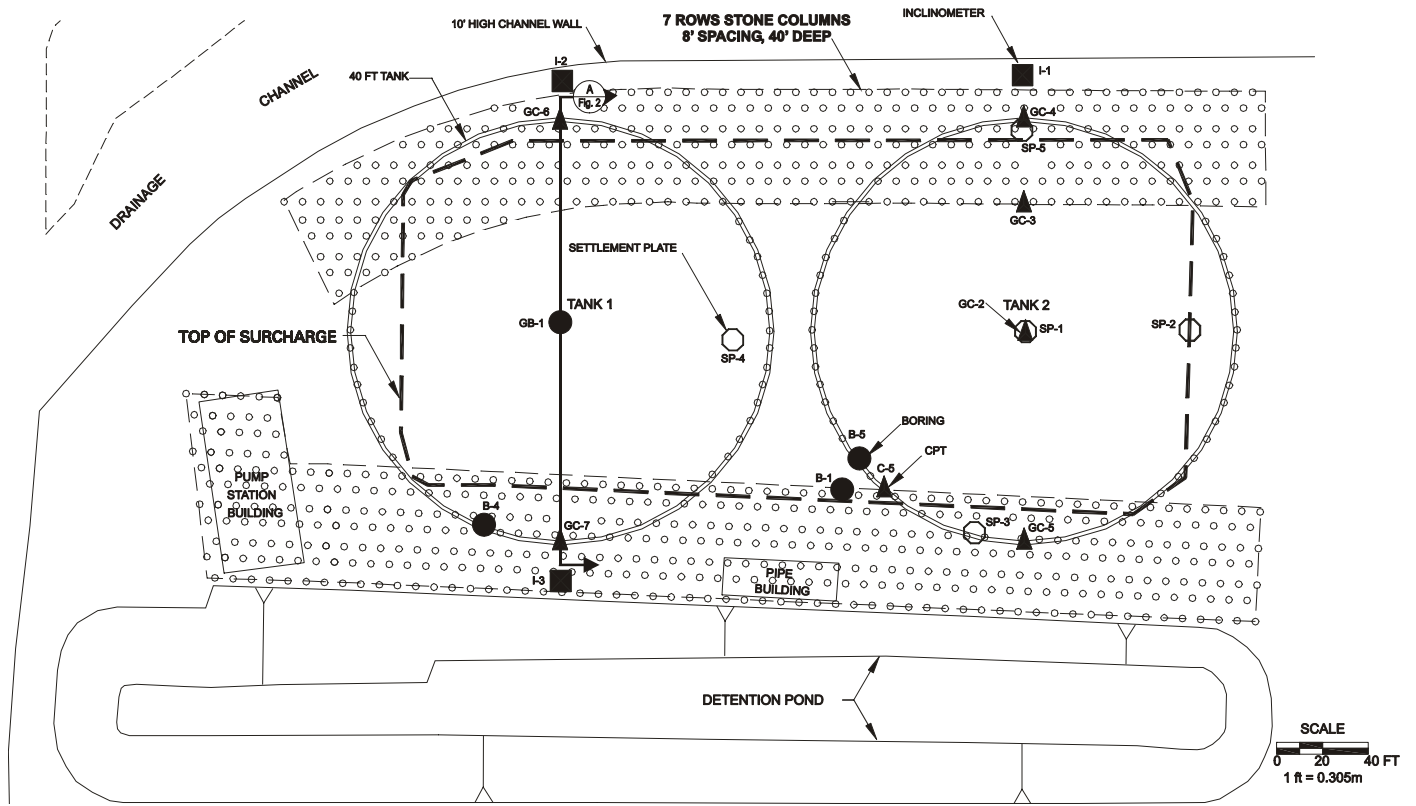 10' HIGH CHANNEL WALL
7 ROWS STONE COLUMNS
8' SPACING, 40' DEEP
INCLINOMETER
I-2
I-1
CHANNEL
40 FT TANK
A
Fig. 2
GC-6
GC-4
SP-5
DRAINAGE
GC-3
SETTLEMENT PLATE
TANK 1
GB-1
GC-2
TANK 2
SP-1
SP-2
TOP OF SURCHARGE
SP-4
BORING
B-5
CPT
C-5
B-1
PUMP
STATION
BUILDING
B-4
GC-7
SP-3
GC-5
I-3
PIPE
BUILDING
DETENTION POND
SCALE
0 20 40 FT
1 ft = 0.305m